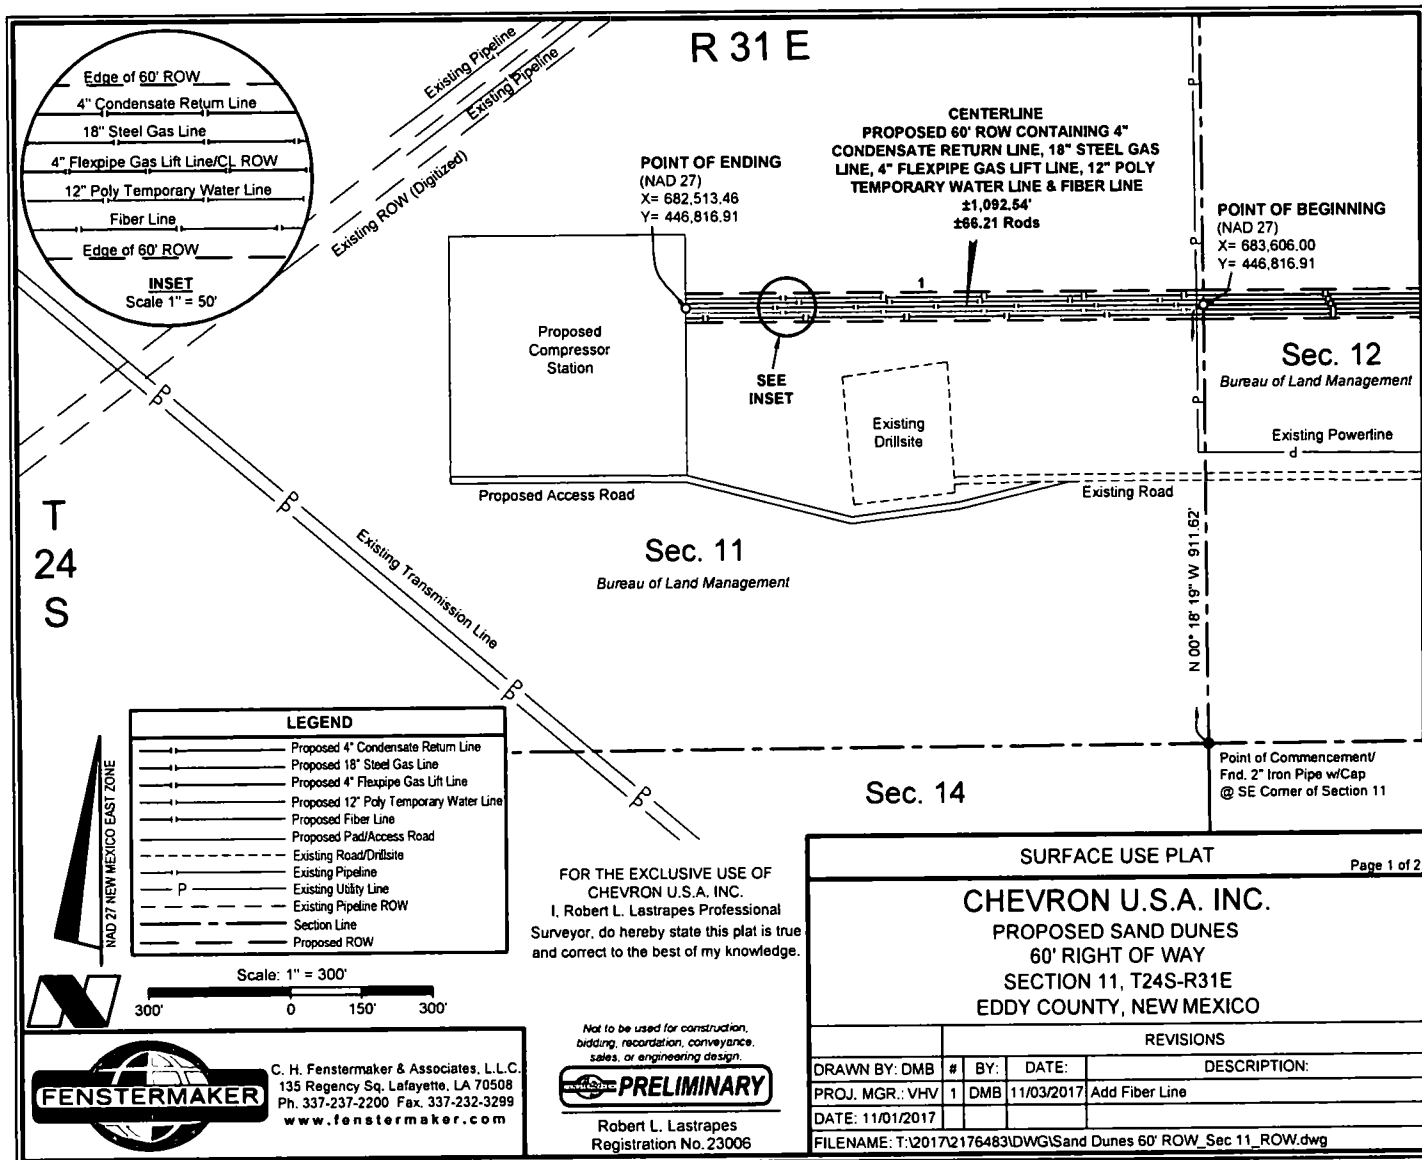 R 31 E
Edge of 60' ROW
4" Condensate Return Line
18" Steel Gas Line
4" Flexpipe Gas Lift Line/CL ROW
12" Poly Temporary Water Line
Fiber Line
Edge of 60' ROW
INSET
Scale 1" = 50'
Existing Pipeline
Existing Pipeline
Existing ROW (Digitized)
POINT OF ENDING
(NAD 27)
X= 682,513.46
Y= 446,816.91
CENTERLINE
PROPOSED 60' ROW CONTAINING 4"
CONDENSATE RETURN LINE, 18" STEEL GAS
LINE, 4" FLEXPIPE GAS LIFT LINE, 12" POLY
TEMPORARY WATER LINE & FIBER LINE
±1,092.54'
±66.21 Rods
POINT OF BEGINNING
(NAD 27)
X= 683,606.00
Y= 446,816.91
1
P
P
P
Proposed
Compressor
Station
SEE
INSET
Existing
Drillsite
Sec. 12
Bureau of Land Management
Existing Powerline
P
Proposed Access Road
Existing Road
T
24
S
P
P
P
P
Existing Transmission Line
Sec. 11
Bureau of Land Management
N 00° 18' 19" W 911.62'
P
P
P
P
Sec. 14
Point of Commencement/
Fnd. 2" Iron Pipe w/Cap
@ SE Corner of Section 11
LEGEND
Proposed 4" Condensate Return Line
Proposed 18" Steel Gas Line
Proposed 4" Flexpipe Gas Lift Line
Proposed 12" Poly Temporary Water Line
Proposed Fiber Line
Proposed Pad/Access Road
Existing Road/Drillsite
Existing Pipeline
P Existing Utility Line
Existing Pipeline ROW
Section Line
Proposed ROW
NAD 27 NEW MEXICO EAST ZONE
Scale: 1" = 300'
300' 0 150' 300'
FOR THE EXCLUSIVE USE OF
CHEVRON U.S.A. INC.
I, Robert L. Lastrapes Professional
Surveyor, do hereby state this plat is true
and correct to the best of my knowledge.
Not to be used for construction,
bidding, recordation, conveyance,
sales, or engineering design.
PRELIMINARY
Robert L. Lastrapes
Registration No. 23006
FENSTERMAKER
C. H. Fenstermaker & Associates, L.L.C.
135 Regency Sq. Lafayette, LA 70508
Ph. 337-237-2200 Fax. 337-232-3299
www.fenstermaker.com
SURFACE USE PLAT
Page 1 of 2
CHEVRON U.S.A. INC.
PROPOSED SAND DUNES
60' RIGHT OF WAY
SECTION 11, T24S-R31E
EDDY COUNTY, NEW MEXICO
REVISIONS
DRAWN BY: DMB # BY: DATE: DESCRIPTION:
PROJ. MGR.: VHV 1 DMB 11/03/2017 Add Fiber Line
DATE: 11/01/2017
FILENAME: T:\2017\2176483\DWG\Sand Dunes 60' ROW_Sec 11_ROW.dwg